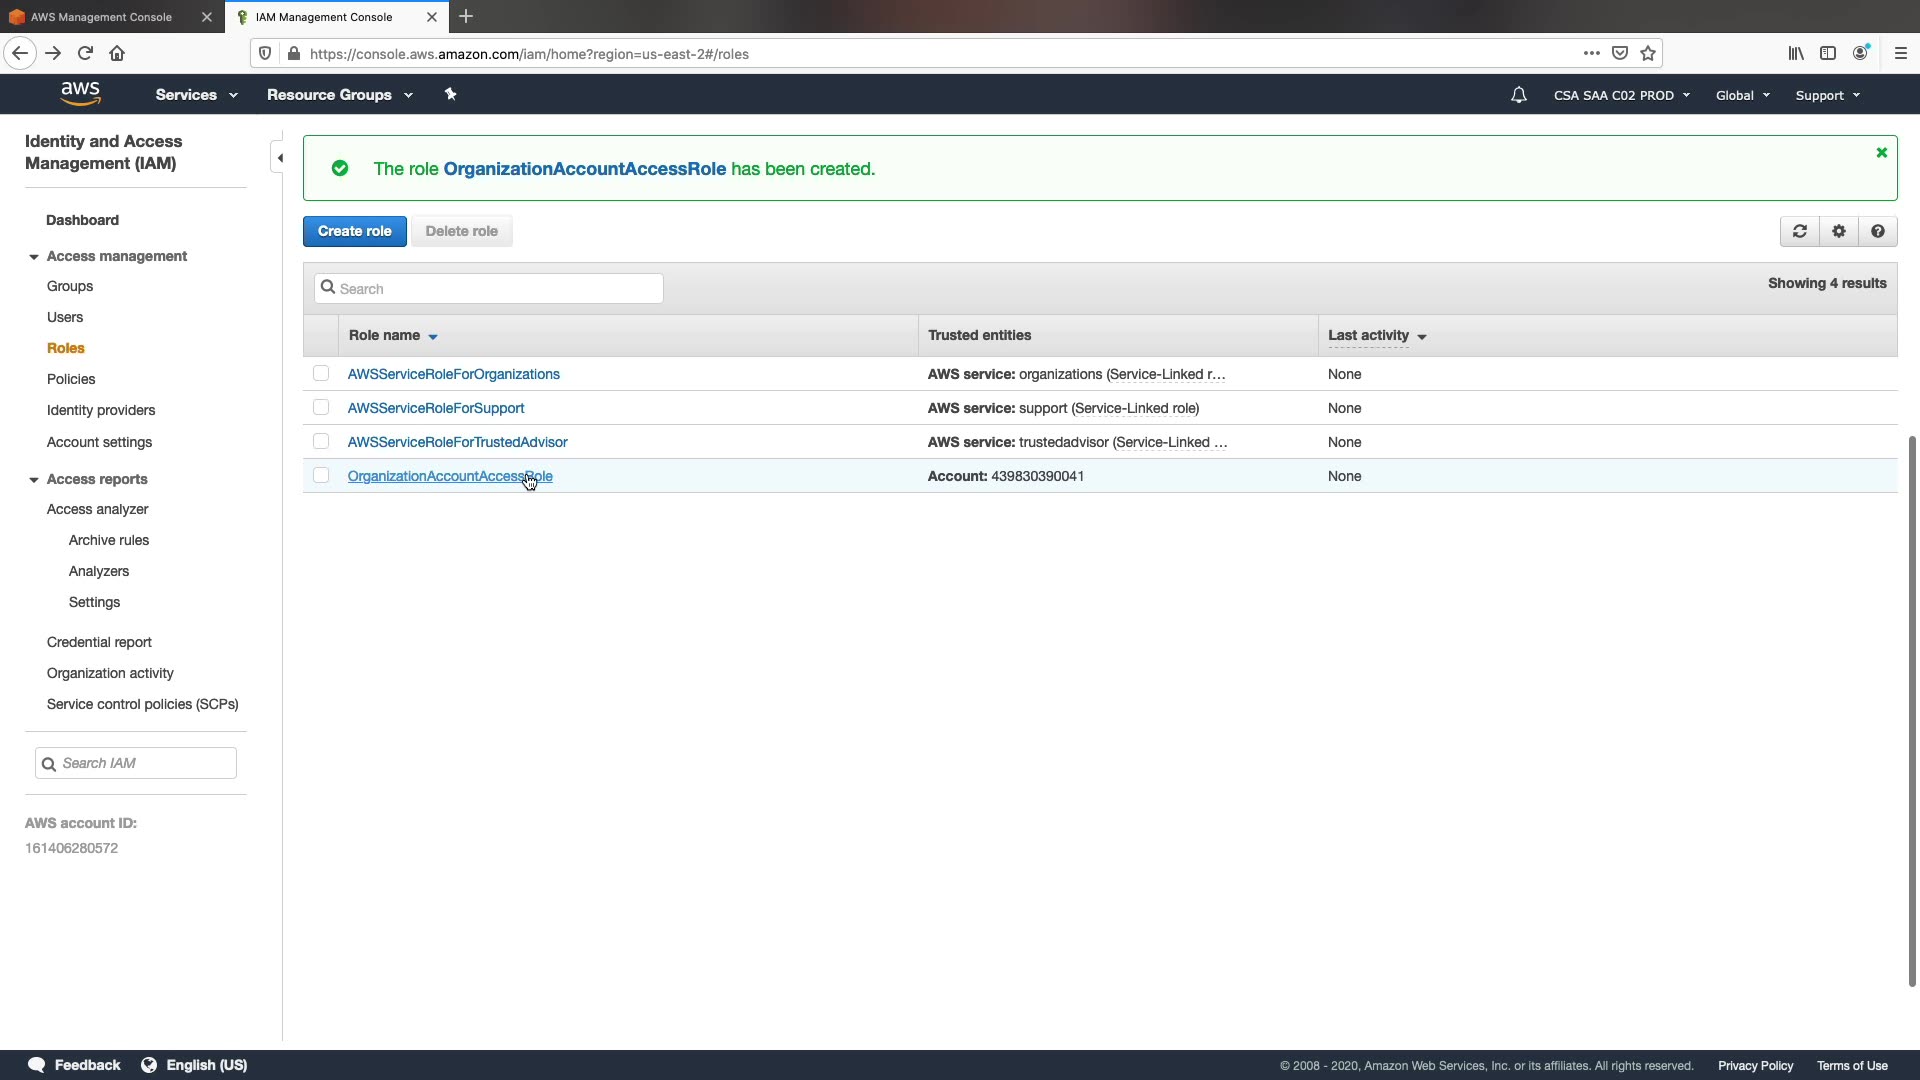 AWS Management Console
IAM Management Console
https://console.aws.amazon.com/iam/home?region=us-east-2#/roles
aws
Services
Resource Groups
CSA SAA C02 PROD
Global
Support
Identity and Access
Management (IAM)
Dashboard
Access management
Groups
Users
Roles
Policies
Identity providers
Account settings
Access reports
Access analyzer
Archive rules
Analyzers
Settings
Credential report
Organization activity
Service control policies (SCPs)
Search IAM
AWS account ID:
161406280572
The role OrganizationAccountAccessRole has been created.
Create role
Delete role
Search
Showing 4 results
Role name
Trusted entities
Last activity
AWSServiceRoleForOrganizations
AWS service: organizations (Service-Linked r…
None
AWSServiceRoleForSupport
AWS service: support (Service-Linked role)
None
AWSServiceRoleForTrustedAdvisor
AWS service: trustedadvisor (Service-Linked …
None
OrganizationAccountAccessRole
Account: 439830390041
None
Feedback
English (US)
© 2008 - 2020, Amazon Web Services, Inc. or its affiliates. All rights reserved.
Privacy Policy
Terms of Use